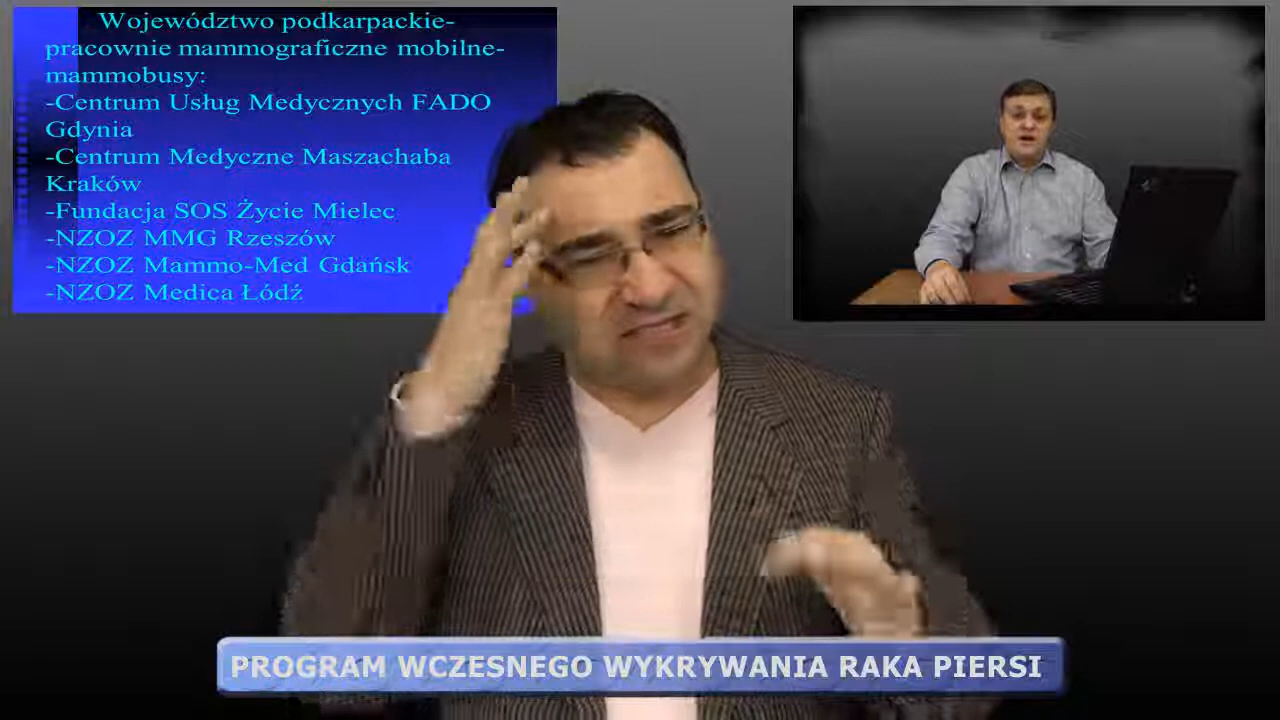 Województwo podkarpackie-
pracownie mammograficzne mobilne-
mammobusy:
-Centrum Usług Medycznych FADO
Gdynia
-Centrum Medyczne Maszachaba
Kraków
-Fundacja SOS Życie Mielec
-NZOZ MMG Rzeszów
-NZOZ Mammo-Med Gdańsk
-NZOZ Medica Łódź
PROGRAM WCZESNEGO WYKRYWANIA RAKA PIERSI